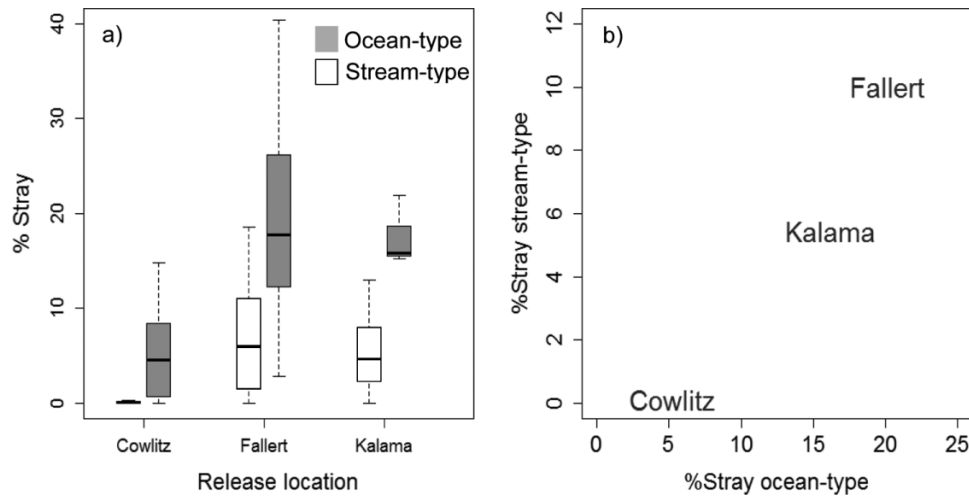 a)
Ocean-type
Stream-type
% Stray
40
30
20
10
0
Cowlitz Fallert Kalama
Release location
b)
%Stray stream-type
12
10
8
6
4
2
0
Fallert
Kalama
Cowlitz
0 5 10 15 20 25
%Stray ocean-type